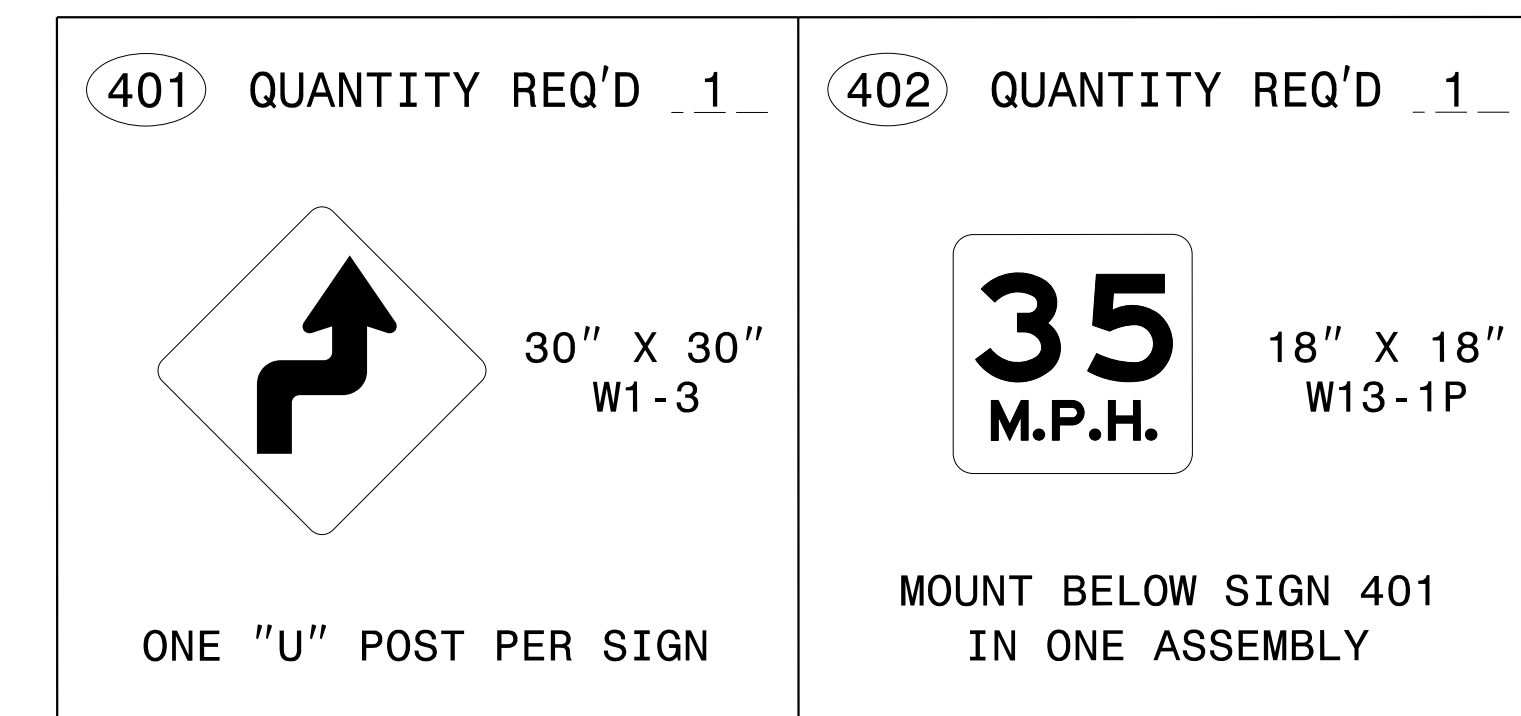 401 QUANTITY REQ'D 1
30" X 30"
W1-3
ONE "U" POST PER SIGN
402 QUANTITY REQ'D 1
35
M.P.H.
18" X 18"
W13-1P
MOUNT BELOW SIGN 401
IN ONE ASSEMBLY